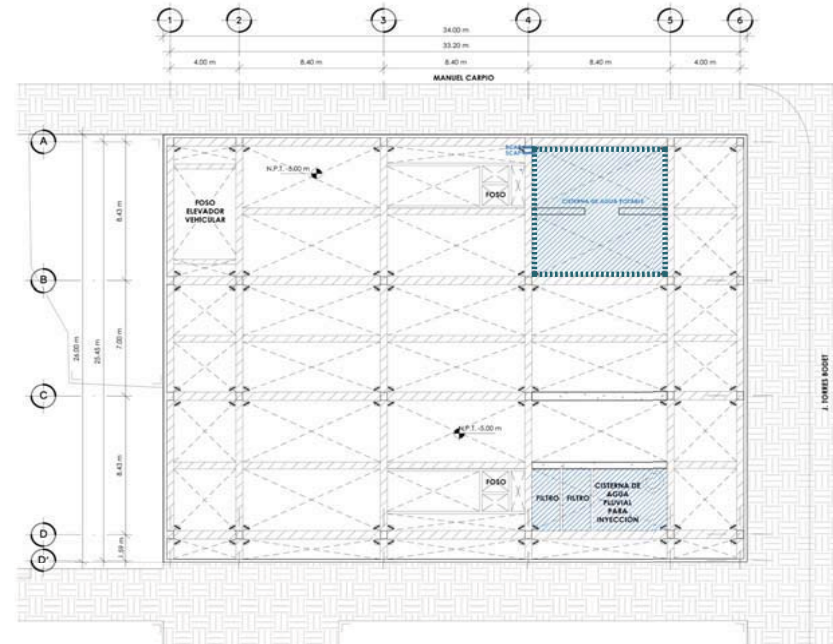 1 2 3 4 5 6
34.00 m
33.20 m
4.00 m 8.40 m 8.40 m 8.40 m 4.00 m
MANUEL CARPIO
A
N.P.T. -5.00 m
FOSO
ELEVADOR
VEHICULAR
FOSO
CISTERNA DE AGUA POTABLE
8.43 m
B
7.00 m
26.00 m
25.45 m
J. TORRES BODET
C
N.P.T. -5.00 m
8.43 m
FOSO
FILTRO FILTRO
CISTERNA DE
AGUA
PLUVIAL
PARA
INYECCIÓN
D
1.59 m
D'